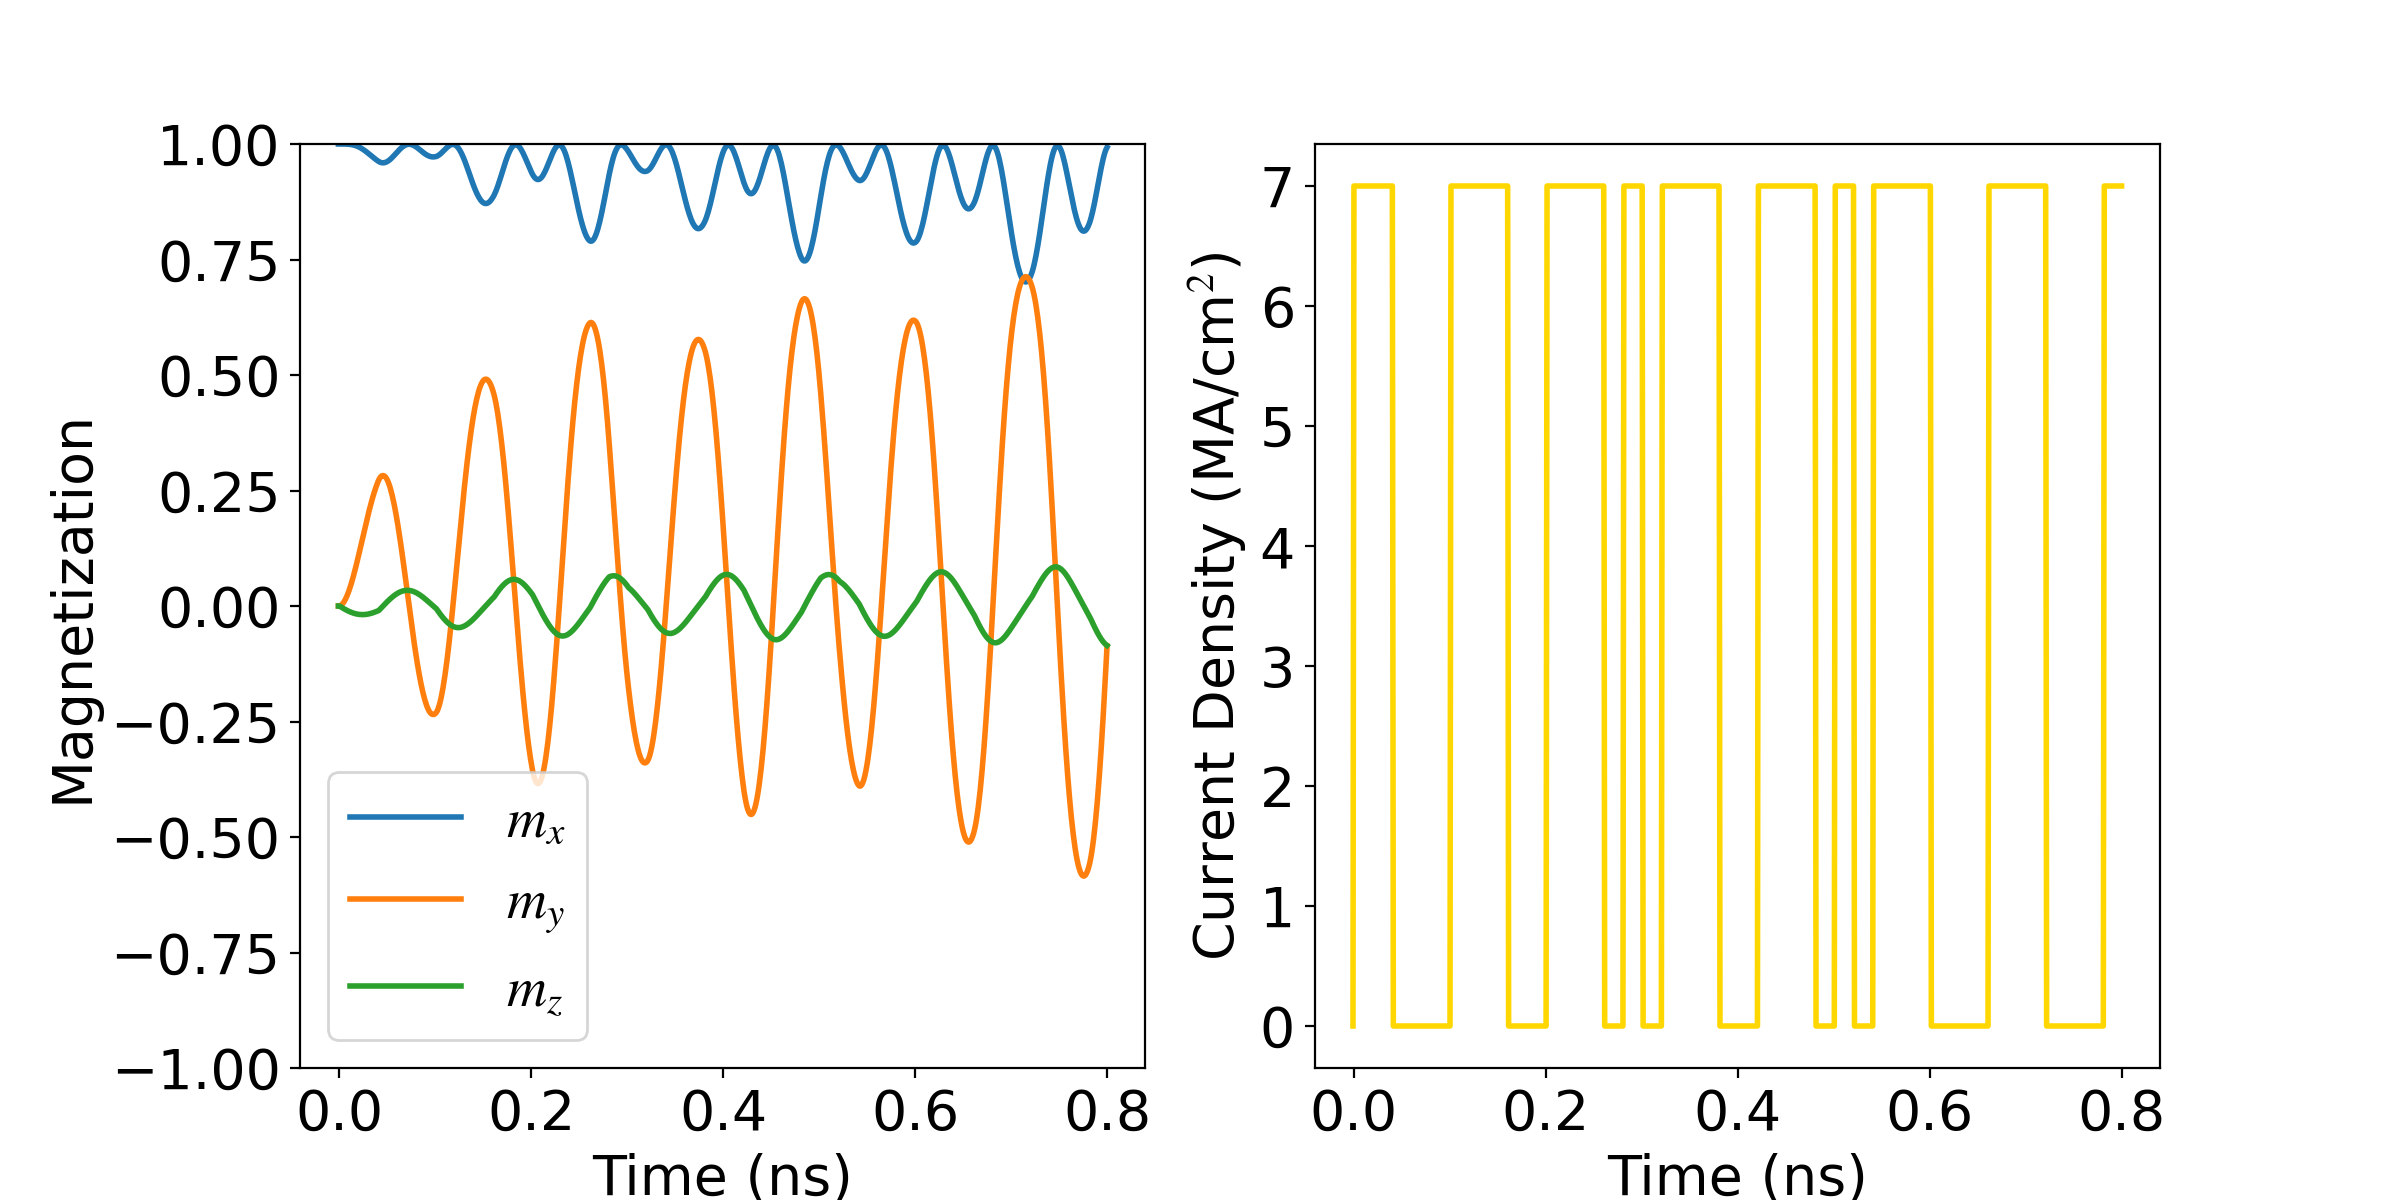 Magnetization
1.00
0.75
0.50
0.25
0.00
−0.25
−0.50
−0.75
−1.00
0.0 0.2 0.4 0.6 0.8
Time (ns)
mₓ
m_y
m_z
Current Density (MA/cm²)
7
6
5
4
3
2
1
0
0.0 0.2 0.4 0.6 0.8
Time (ns)